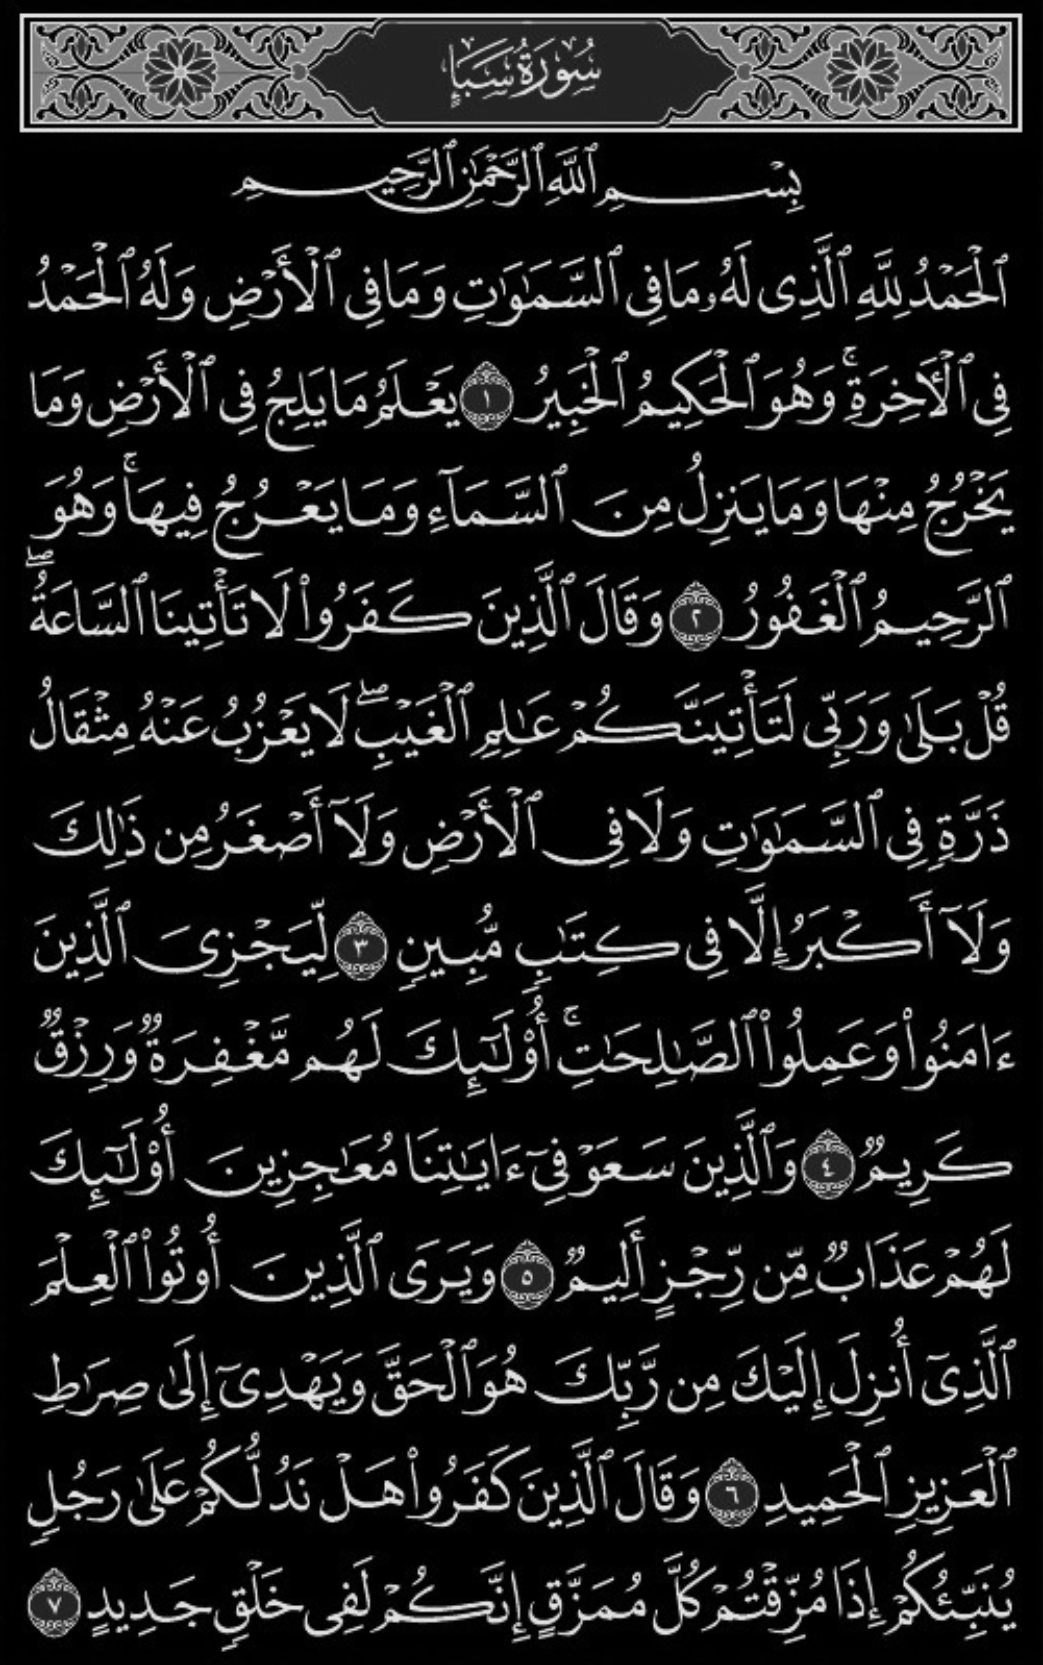 سُورَةُ سَبَإٍ
بِسْمِ ٱللَّهِ ٱلرَّحْمَٰنِ ٱلرَّحِيمِ
ٱلْحَمْدُ لِلَّهِ ٱلَّذِى لَهُۥ مَا فِى ٱلسَّمَٰوَٰتِ وَمَا فِى ٱلْأَرْضِ وَلَهُ ٱلْحَمْدُ
فِى ٱلْـَٔاخِرَةِ ۚ وَهُوَ ٱلْحَكِيمُ ٱلْخَبِيرُ ١ يَعْلَمُ مَا يَلِجُ فِى ٱلْأَرْضِ وَمَا
يَخْرُجُ مِنْهَا وَمَا يَنزِلُ مِنَ ٱلسَّمَآءِ وَمَا يَعْرُجُ فِيهَا ۚ وَهُوَ
ٱلرَّحِيمُ ٱلْغَفُورُ ٢ وَقَالَ ٱلَّذِينَ كَفَرُوا۟ لَا تَأْتِينَا ٱلسَّاعَةُ ۖ
قُلْ بَلَىٰ وَرَبِّى لَتَأْتِيَنَّكُمْ عَٰلِمِ ٱلْغَيْبِ ۖ لَا يَعْزُبُ عَنْهُ مِثْقَالُ
ذَرَّةٍ فِى ٱلسَّمَٰوَٰتِ وَلَا فِى ٱلْأَرْضِ وَلَآ أَصْغَرُ مِن ذَٰلِكَ
وَلَآ أَكْبَرُ إِلَّا فِى كِتَٰبٍ مُّبِينٍ ٣ لِّيَجْزِىَ ٱلَّذِينَ
ءَامَنُوا۟ وَعَمِلُوا۟ ٱلصَّٰلِحَٰتِ ۚ أُو۟لَٰٓئِكَ لَهُم مَّغْفِرَةٌ وَرِزْقٌ
كَرِيمٌ ٤ وَٱلَّذِينَ سَعَوْ فِىٓ ءَايَٰتِنَا مُعَٰجِزِينَ أُو۟لَٰٓئِكَ
لَهُمْ عَذَابٌ مِّن رِّجْزٍ أَلِيمٌ ٥ وَيَرَى ٱلَّذِينَ أُوتُوا۟ ٱلْعِلْمَ
ٱلَّذِىٓ أُنزِلَ إِلَيْكَ مِن رَّبِّكَ هُوَ ٱلْحَقَّ وَيَهْدِىٓ إِلَىٰ صِرَٰطِ
ٱلْعَزِيزِ ٱلْحَمِيدِ ٦ وَقَالَ ٱلَّذِينَ كَفَرُوا۟ هَلْ نَدُلُّكُمْ عَلَىٰ رَجُلٍ
يُنَبِّئُكُمْ إِذَا مُزِّقْتُمْ كُلَّ مُمَزَّقٍ إِنَّكُمْ لَفِى خَلْقٍ جَدِيدٍ ٧